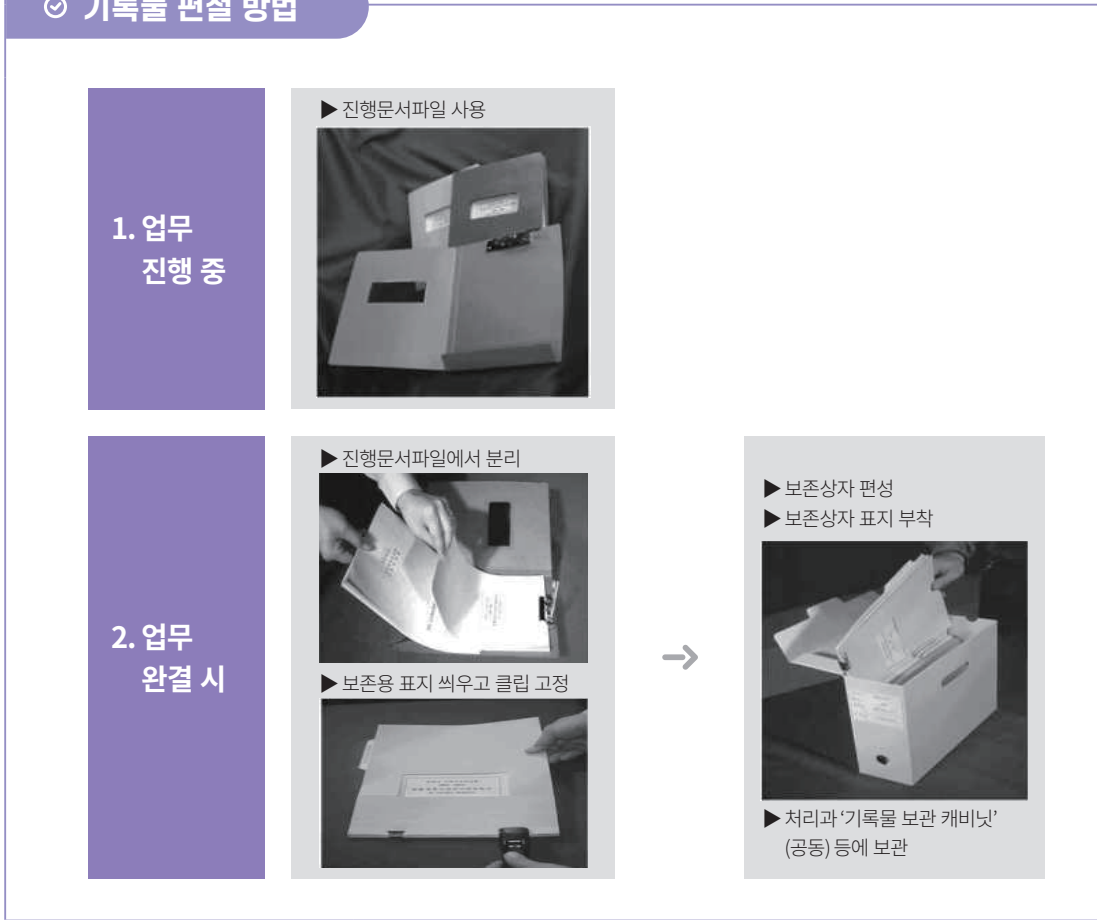 기록물 편철 방법
▶ 진행문서파일 사용
1. 업무
진행 중
▶ 진행문서파일에서 분리
▶ 보존용 표지 씌우고 클립 고정
2. 업무
완결 시
▶ 보존상자 편성
▶ 보존상자 표지 부착
▶ 처리과 ‘기록물 보관 캐비닛’
(공동) 등에 보관